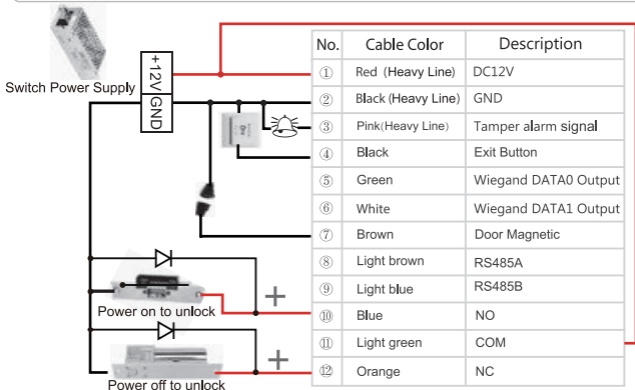 No. Cable Color Description
+12V GND
Switch Power Supply
① Red (Heavy Line) DC12V
② Black (Heavy Line) GND
③ Pink(Heavy Line) Tamper alarm signal
④ Black Exit Button
⑤ Green Wiegand DATA0 Output
⑥ White Wiegand DATA1 Output
⑦ Brown Door Magnetic
⑧ Light brown RS485A
⑨ Light blue RS485B
+
Power on to unlock
⑩ Blue NO
⑪ Light green COM
+
⑫ Orange NC
Power off to unlock